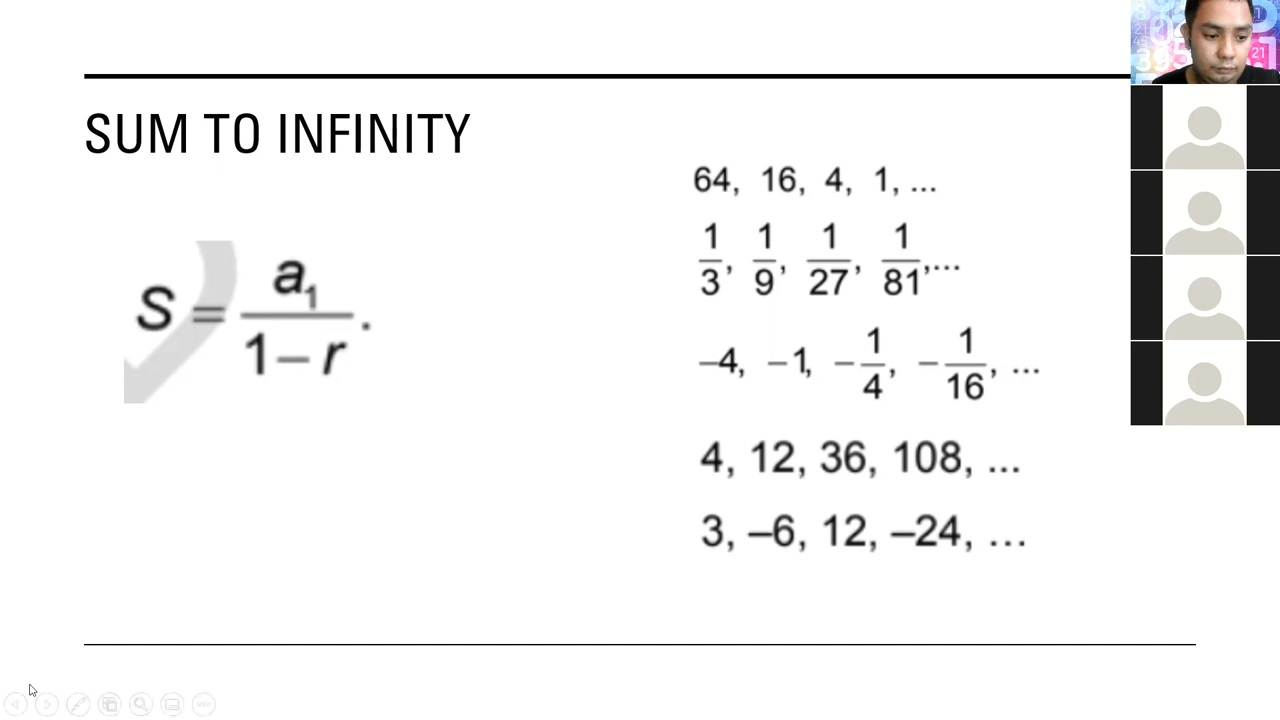 SUM TO INFINITY
S = a₁ / (1 – r).
64, 16, 4, 1, ...
1/3, 1/9, 1/27, 1/81,...
–4, –1, –1/4, –1/16, ...
4, 12, 36, 108, ...
3, –6, 12, –24, ...